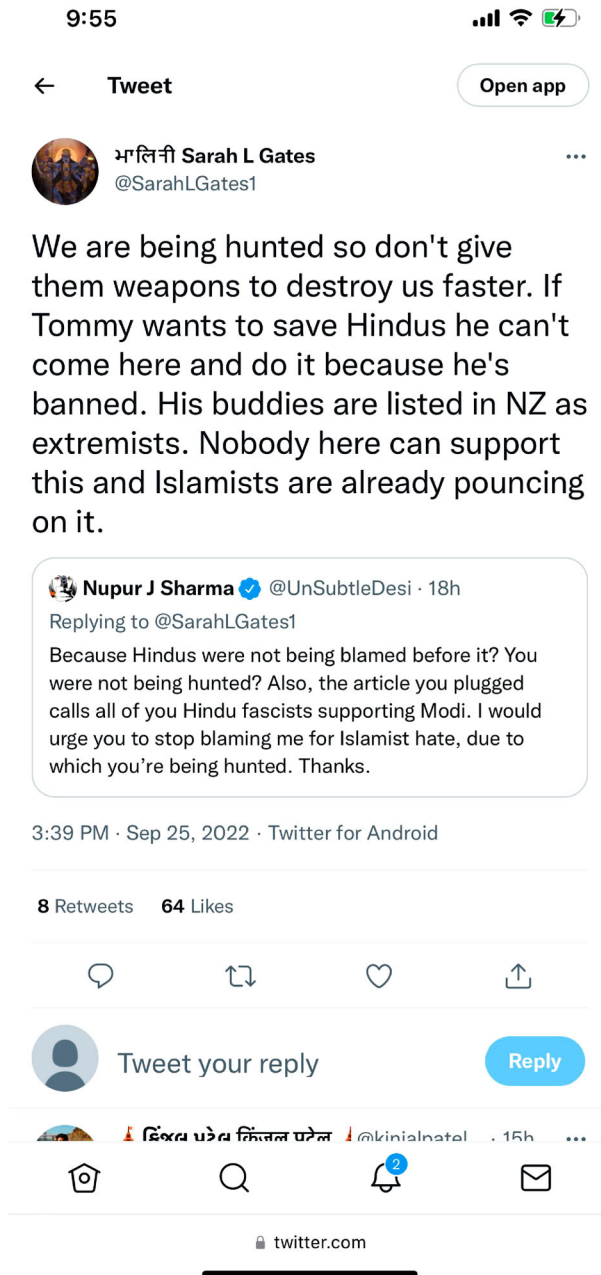 9:55
Tweet
Open app
Sarah L Gates
@SarahLGates1
We are being hunted so don't give
them weapons to destroy us faster. If
Tommy wants to save Hindus he can't
come here and do it because he's
banned. His buddies are listed in NZ as
extremists. Nobody here can support
this and Islamists are already pouncing
on it.
Nupur J Sharma @UnSubtleDesi · 18h
Replying to @SarahLGates1
Because Hindus were not being blamed before it? You
were not being hunted? Also, the article you plugged
calls all of you Hindu fascists supporting Modi. I would
urge you to stop blaming me for Islamist hate, due to
which you’re being hunted. Thanks.
3:39 PM · Sep 25, 2022 · Twitter for Android
8 Retweets 64 Likes
Tweet your reply
Reply
કિંજલ પટેલ किंजल पटेल @kinjalpatel · 15h
2
twitter.com